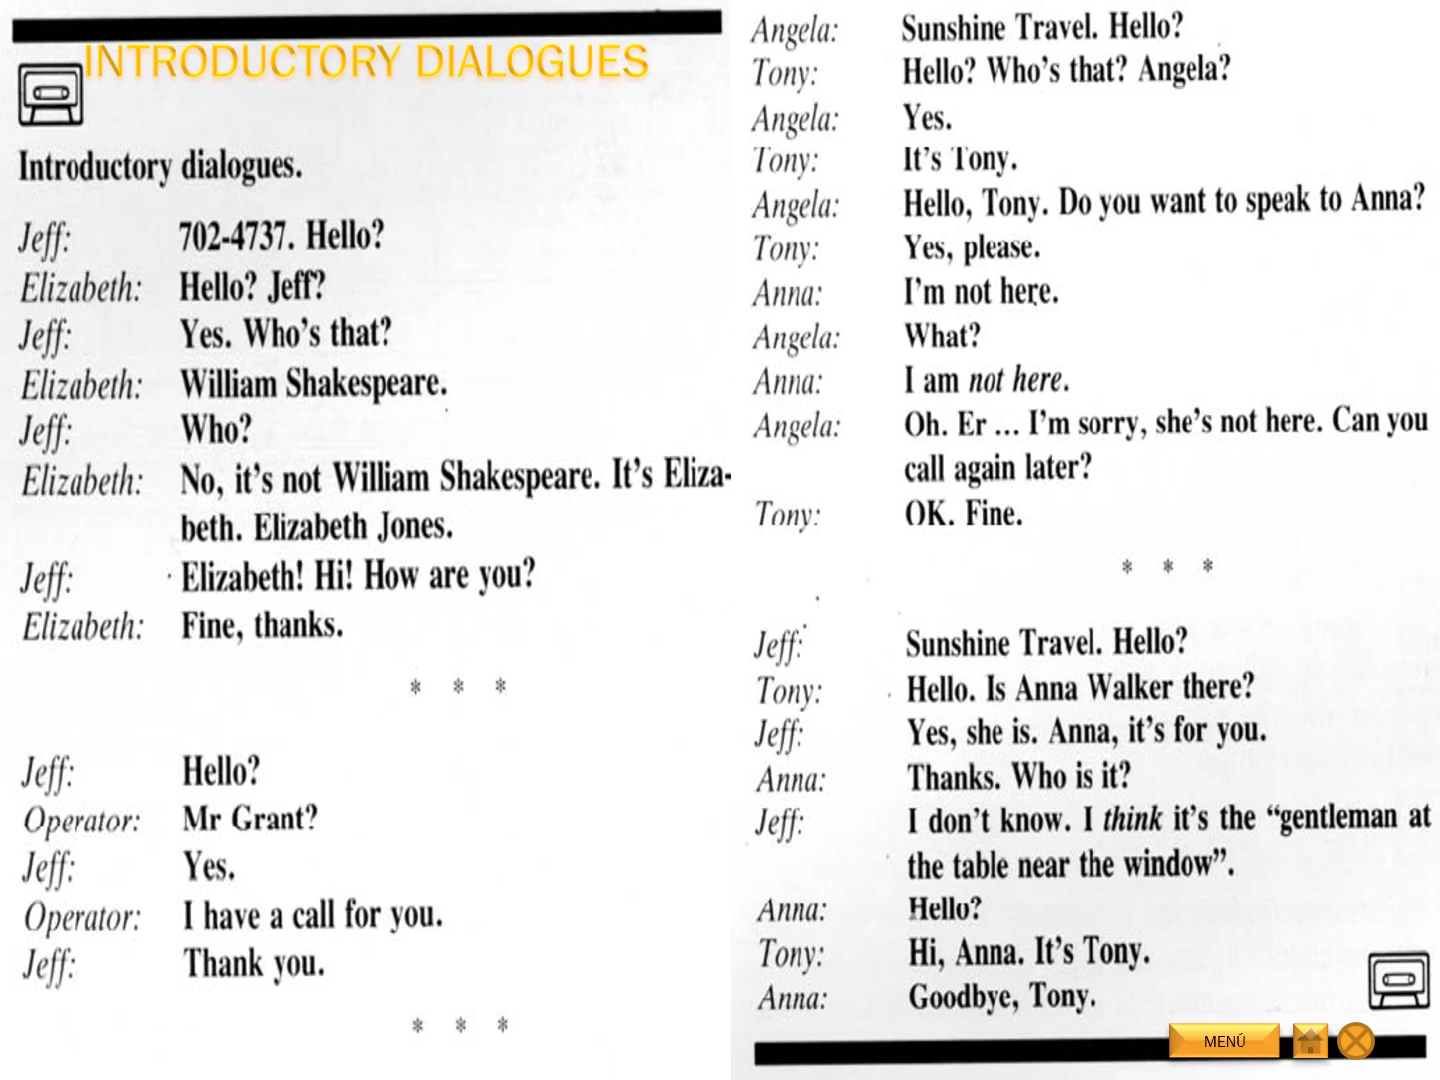 INTRODUCTORY DIALOGUES
Introductory dialogues.
Jeff: 702-4737. Hello?
Elizabeth: Hello? Jeff?
Jeff: Yes. Who's that?
Elizabeth: William Shakespeare.
Jeff: Who?
Elizabeth: No, it's not William Shakespeare. It's Eliza-
beth. Elizabeth Jones.
Jeff: Elizabeth! Hi! How are you?
Elizabeth: Fine, thanks.
* * *
Jeff: Hello?
Operator: Mr Grant?
Jeff: Yes.
Operator: I have a call for you.
Jeff: Thank you.
* * *
Angela: Sunshine Travel. Hello?
Tony: Hello? Who's that? Angela?
Angela: Yes.
Tony: It's Tony.
Angela: Hello, Tony. Do you want to speak to Anna?
Tony: Yes, please.
Anna: I'm not here.
Angela: What?
Anna: I am not here.
Angela: Oh. Er ... I'm sorry, she's not here. Can you
call again later?
Tony: OK. Fine.
* * *
Jeff: Sunshine Travel. Hello?
Tony: Hello. Is Anna Walker there?
Jeff: Yes, she is. Anna, it's for you.
Anna: Thanks. Who is it?
Jeff: I don't know. I think it's the “gentleman at
the table near the window”.
Anna: Hello?
Tony: Hi, Anna. It's Tony.
Anna: Goodbye, Tony.
MENÚ